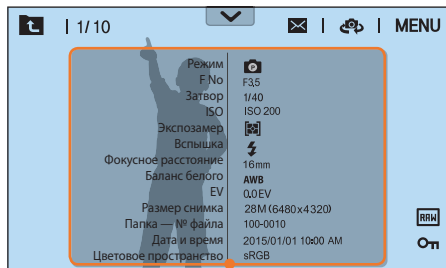 1/10 MENU
Режим P
F No F3,5
Затвор 1/40
ISO ISO 200
Экспозамер
Вспышка
Фокусное расстояние 16mm
Баланс белого AWB
EV 0.0EV
Размер снимка 28M (6480x4320)
Папка — № файла 100-0010
RAW
Дата и время 2015/01/01 10:00 AM
Цветовое пространство sRGB